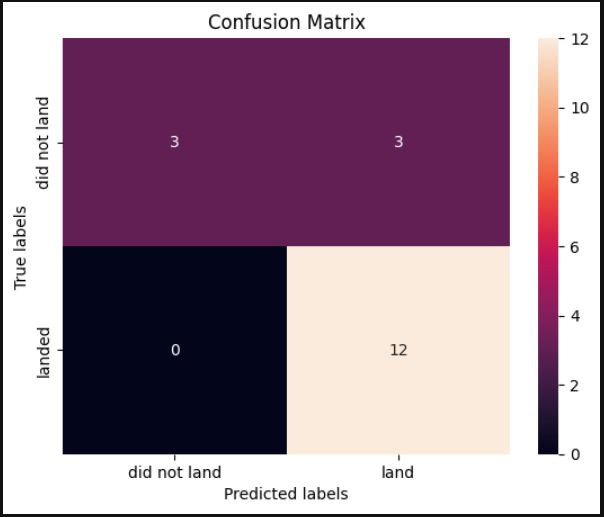 Confusion Matrix
True labels
did not land
landed
3 3
0 12
did not land land
Predicted labels
12
10
8
6
4
2
0